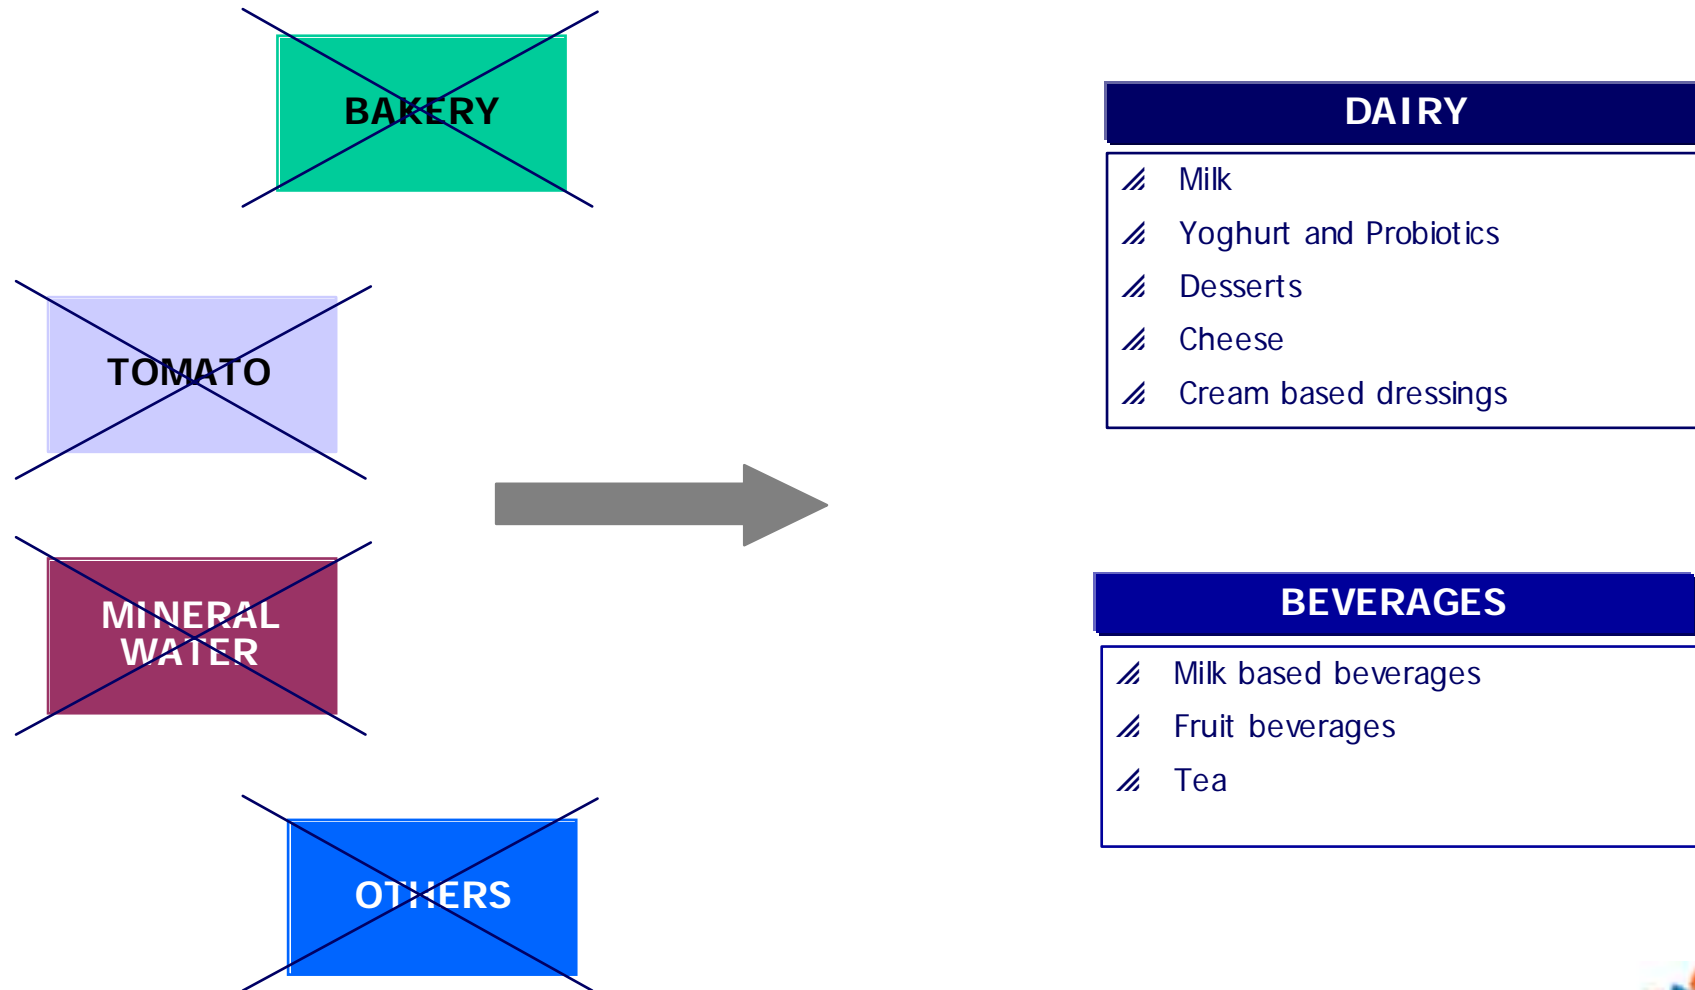 BAKERY
TOMATO
MINERAL
WATER
OTHERS
DAIRY
Milk
Yoghurt and Probiotics
Desserts
Cheese
Cream based dressings
BEVERAGES
Milk based beverages
Fruit beverages
Tea